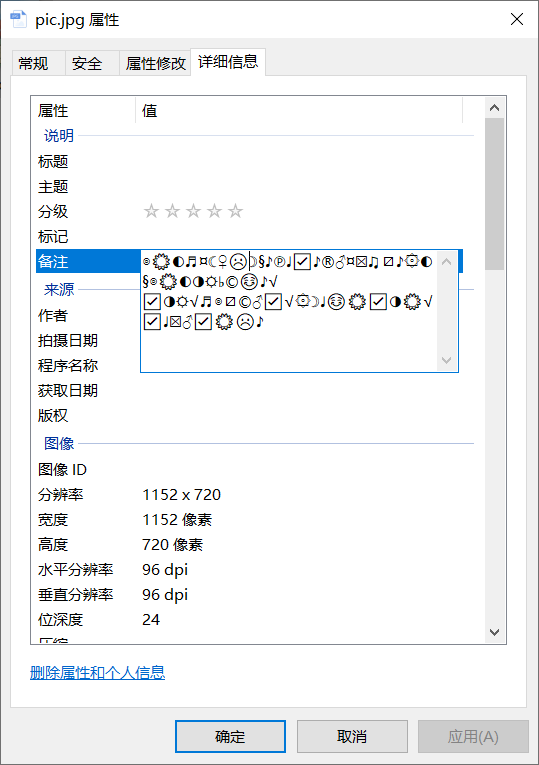 pic.jpg 属性
常规 安全 属性修改 详细信息
属性 值
说明
标题
主题
分级 ☆☆☆☆☆
标记
备注
来源
作者
拍摄日期
程序名称
获取日期
版权
图像
图像 ID
分辨率 1152 x 720
宽度 1152 像素
高度 720 像素
水平分辨率 96 dpi
垂直分辨率 96 dpi
位深度 24
删除属性和个人信息
确定 取消 应用(A)